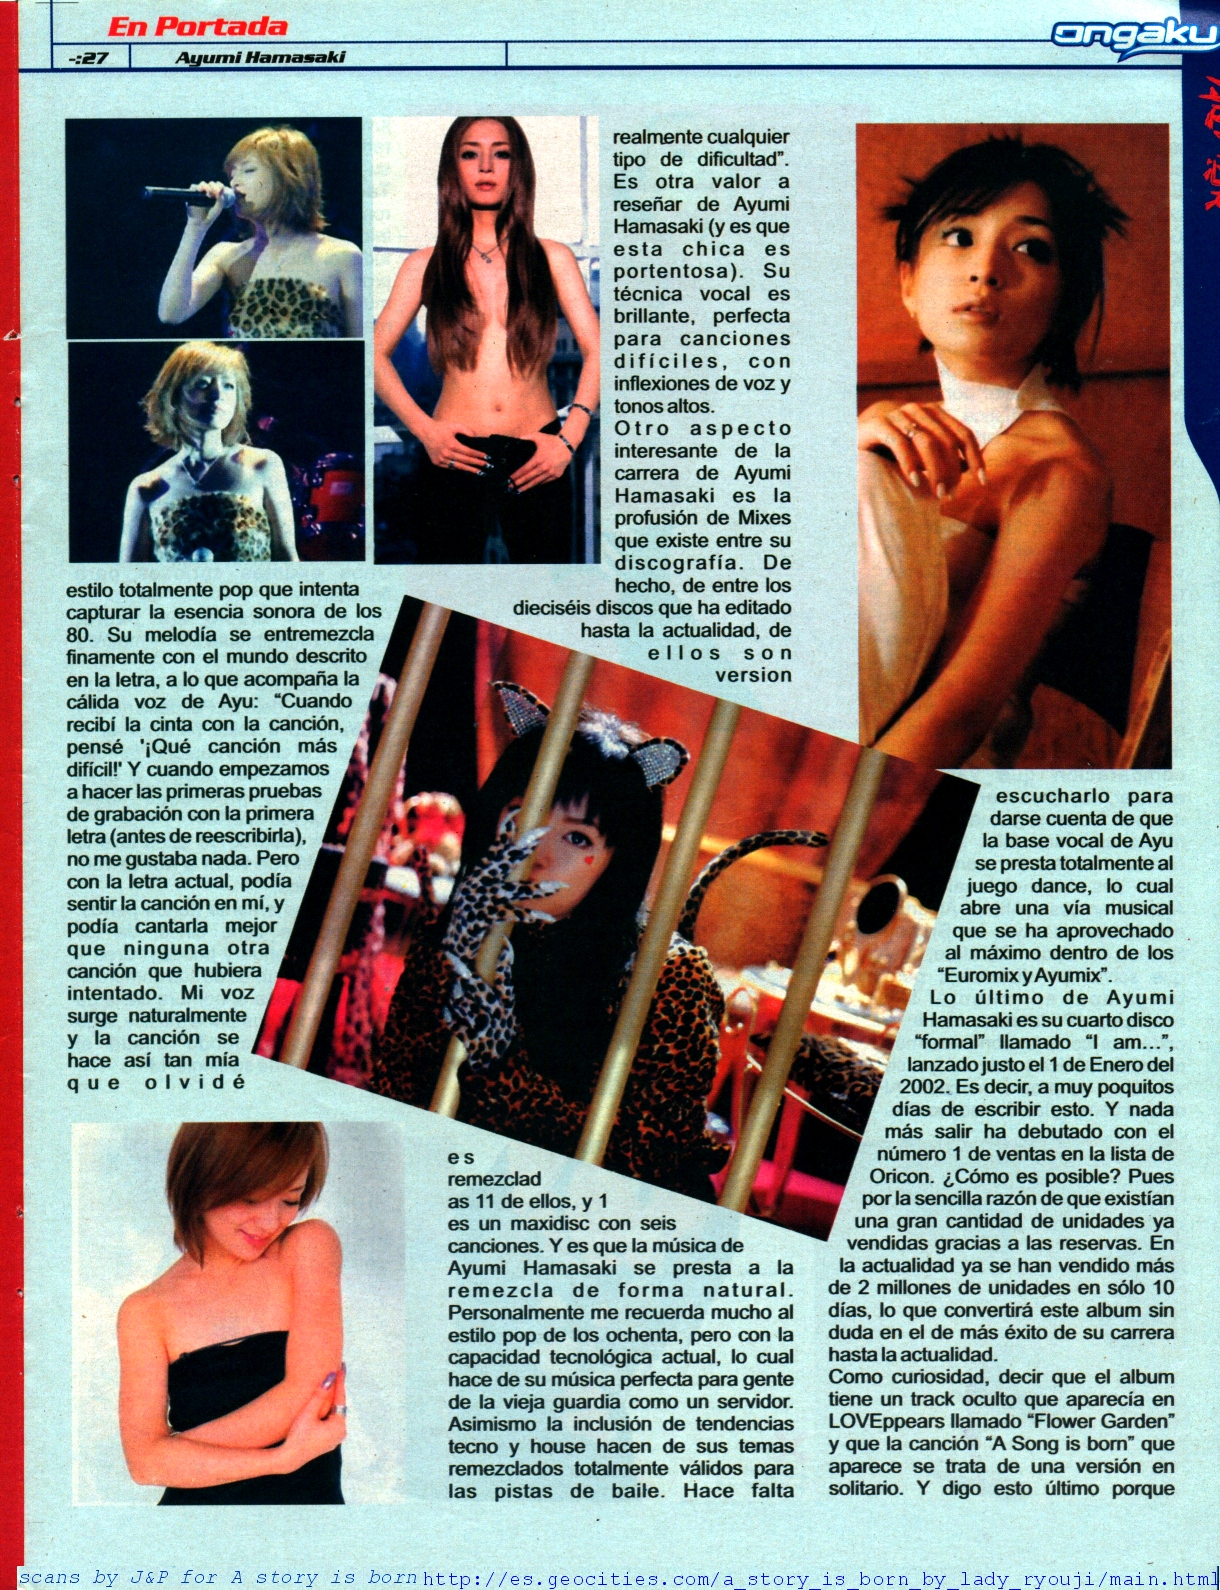 En Portada
-:27
Ayumi Hamasaki
ongaku
estilo totalmente pop que intenta
capturar la esencia sonora de los
80. Su melodía se entremezcla
finamente con el mundo descrito
en la letra, a lo que acompaña la
cálida voz de Ayu: “Cuando
recibí la cinta con la canción,
pensé '¡Qué canción más
difícil!' Y cuando empezamos
a hacer las primeras pruebas
de grabación con la primera
letra (antes de reescribirla),
no me gustaba nada. Pero
con la letra actual, podía
sentir la canción en mí, y
podía cantarla mejor
que ninguna otra
canción que hubiera
intentado. Mi voz
surge naturalmente
y la canción se
hace así tan mía
que olvidé
realmente cualquier
tipo de dificultad”.
Es otra valor a
reseñar de Ayumi
Hamasaki (y es que
esta chica es
portentosa). Su
técnica vocal es
brillante, perfecta
para canciones
difíciles, con
inflexiones de voz y
tonos altos.
Otro aspecto
interesante de la
carrera de Ayumi
Hamasaki es la
profusión de Mixes
que existe entre su
discografía. De
hecho, de entre los
dieciséis discos que ha editado
hasta la actualidad, de
ellos son
version
es
remezclad
as 11 de ellos, y 1
es un maxidisc con seis
canciones. Y es que la música de
Ayumi Hamasaki se presta a la
remezcla de forma natural.
Personalmente me recuerda mucho al
estilo pop de los ochenta, pero con la
capacidad tecnológica actual, lo cual
hace de su música perfecta para gente
de la vieja guardia como un servidor.
Asimismo la inclusión de tendencias
tecno y house hacen de sus temas
remezclados totalmente válidos para
las pistas de baile. Hace falta
escucharlo para
darse cuenta de que
la base vocal de Ayu
se presta totalmente al
juego dance, lo cual
abre una vía musical
que se ha aprovechado
al máximo dentro de los
“Euromix y Ayumix”.
Lo último de Ayumi
Hamasaki es su cuarto disco
“formal” llamado “I am...”,
lanzado justo el 1 de Enero del
2002. Es decir, a muy poquitos
días de escribir esto. Y nada
más salir ha debutado con el
número 1 de ventas en la lista de
Oricon. ¿Cómo es posible? Pues
por la sencilla razón de que existían
una gran cantidad de unidades ya
vendidas gracias a las reservas. En
la actualidad ya se han vendido más
de 2 millones de unidades en sólo 10
días, lo que convertirá este album sin
duda en el de más éxito de su carrera
hasta la actualidad.
Como curiosidad, decir que el album
tiene un track oculto que aparecía en
LOVEppears llamado “Flower Garden”
y que la canción “A Song is born” que
aparece se trata de una versión en
solitario. Y digo esto último porque
scans by J&P for A story is born http://es.geocities.com/a_story_is_born_by_lady_ryouji/main.html